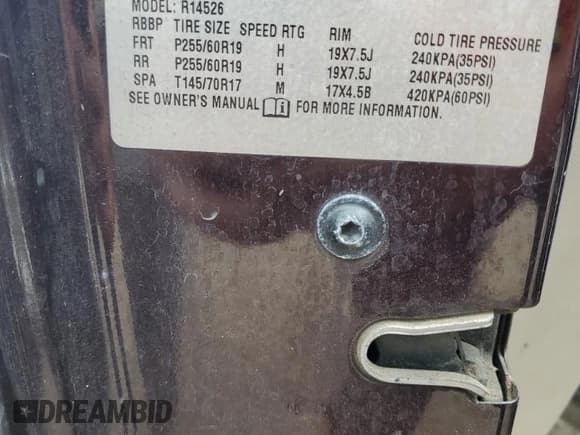 MODEL: R14526
RBBP TIRE SIZE SPEED RTG RIM COLD TIRE PRESSURE
FRT P255/60R19 H 19X7.5J 240KPA(35PSI)
RR P255/60R19 H 19X7.5J 240KPA(35PSI)
SPA T145/70R17 M 17X4.5B 420KPA(60PSI)
SEE OWNER'S MANUAL FOR MORE INFORMATION.
DREAMBID